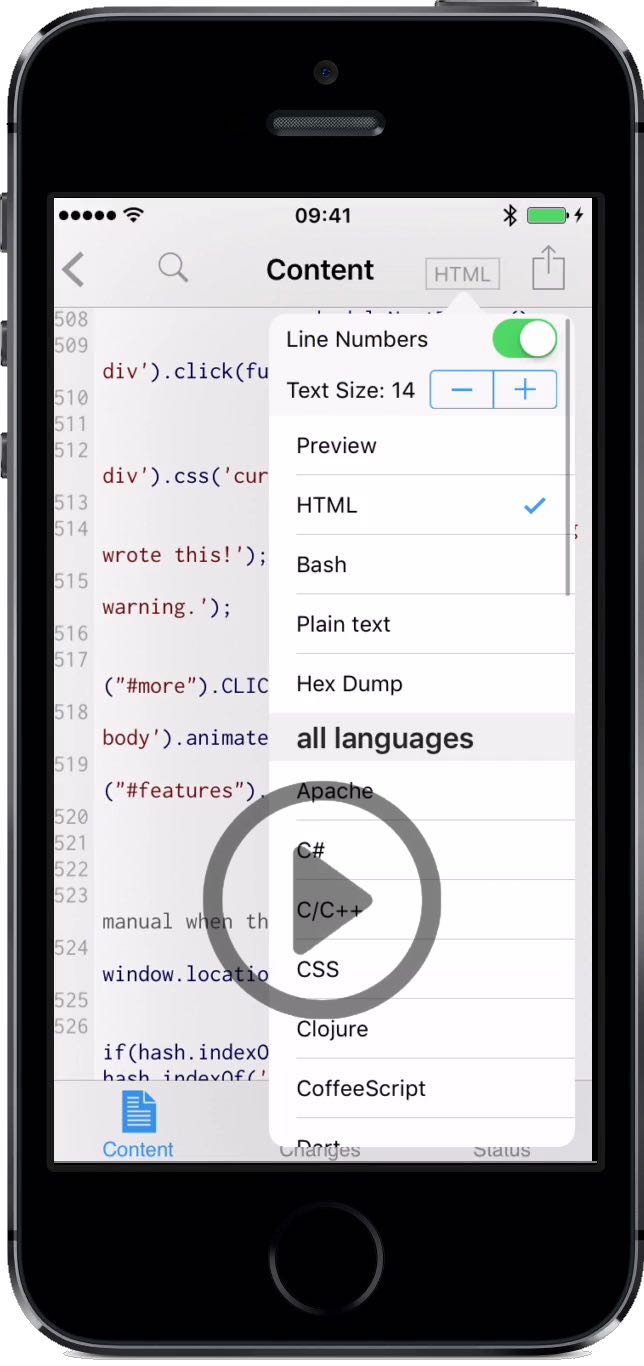 09:41
Content
HTML
508
509
div').click(fu
510
511
512
div').css('cur
513
514
wrote this!');
515
warning.');
516
517
("#more").CLIC
518
body').animate
519
("#features").
520
521
522
523
manual when th
524
window.locatio
525
526
if(hash.indexO
hash.indexOf('
Line Numbers
Text Size: 14
Preview
HTML
Bash
Plain text
Hex Dump
all languages
Apache
C#
C/C++
CSS
Clojure
CoffeeScript
Dart
Content
Changes
Status